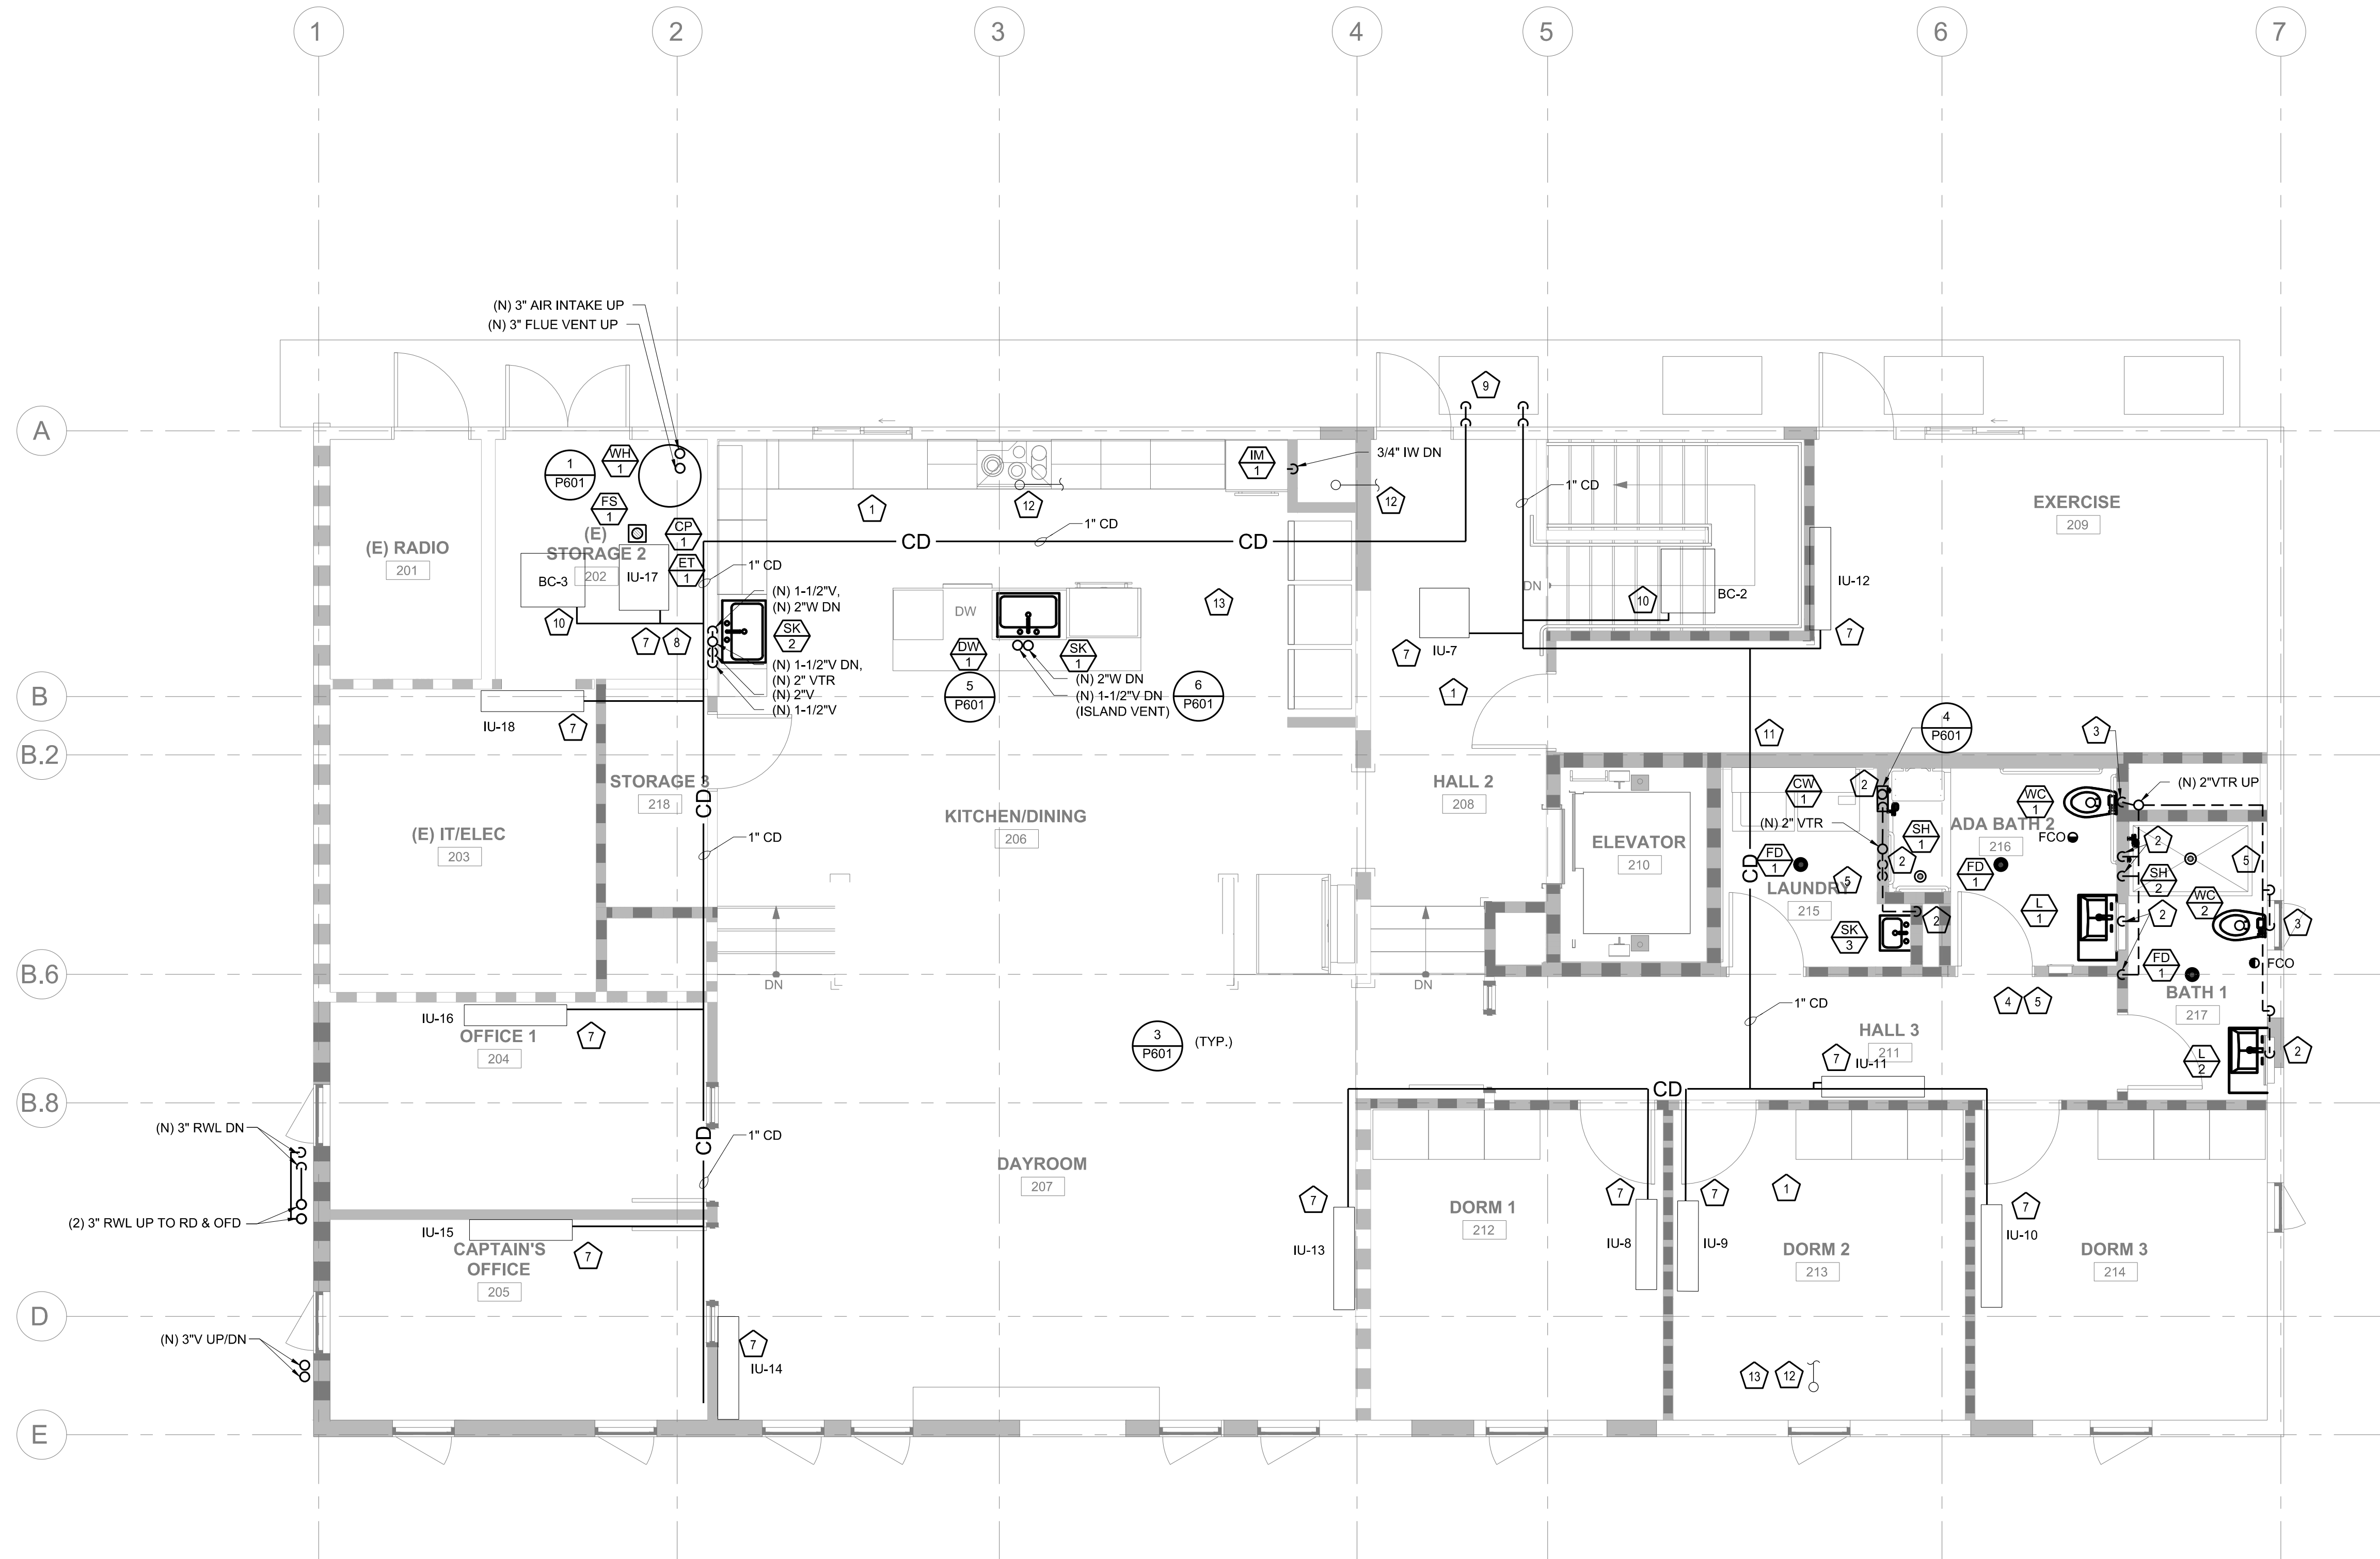 1
2
3
4
5
6
7
(N) 3" AIR INTAKE UP
(N) 3" FLUE VENT UP
9
A
WH
1
1
P601
IM
1
3/4" IW DN
12
12
1" CD
FS
1
1
CP
1
(E)
STORAGE 2
202
(E) RADIO
201
EXERCISE
209
CD
1" CD
CD
ET
1
1" CD
BC-3
IU-17
10
7
8
(N) 1-1/2"V,
(N) 2"W DN
SK
2
DW
13
DN
BC-2
10
IU-12
7
(N) 1-1/2"V DN,
(N) 2" VTR
(N) 2"V
(N) 1-1/2"V
DW
1
SK
1
5
P601
(N) 2"W DN
(N) 1-1/2"V DN
(ISLAND VENT)
6
P601
7
IU-7
1
B
IU-18
7
B.2
11
4
P601
3
STORAGE 3
218
CD
HALL 2
208
CW
1
2
WC
1
(N) 2"VTR UP
KITCHEN/DINING
206
(E) IT/ELEC
203
1" CD
(N) 2" VTR
SH
1
ADA BATH 2
216
FCO
ELEVATOR
210
CD
FD
1
2
FD
1
2
5
LAUNDRY
215
5
SH
2
WC
2
L
1
2
2
3
SK
3
B.6
DN
DN
FD
1
FCO
BATH 1
217
4
5
1" CD
IU-16
7
OFFICE 1
204
3
P601
(TYP.)
HALL 3
211
7
IU-11
L
2
2
B.8
CD
(N) 3" RWL DN
CD
1" CD
DAYROOM
207
7
7
7
1
7
DORM 1
212
(2) 3" RWL UP TO RD & OFD
IU-15
7
CAPTAIN'S
OFFICE
205
IU-13
IU-8
IU-9
IU-10
DORM 2
213
DORM 3
214
D
(N) 3"V UP/DN
7
IU-14
13
12
E